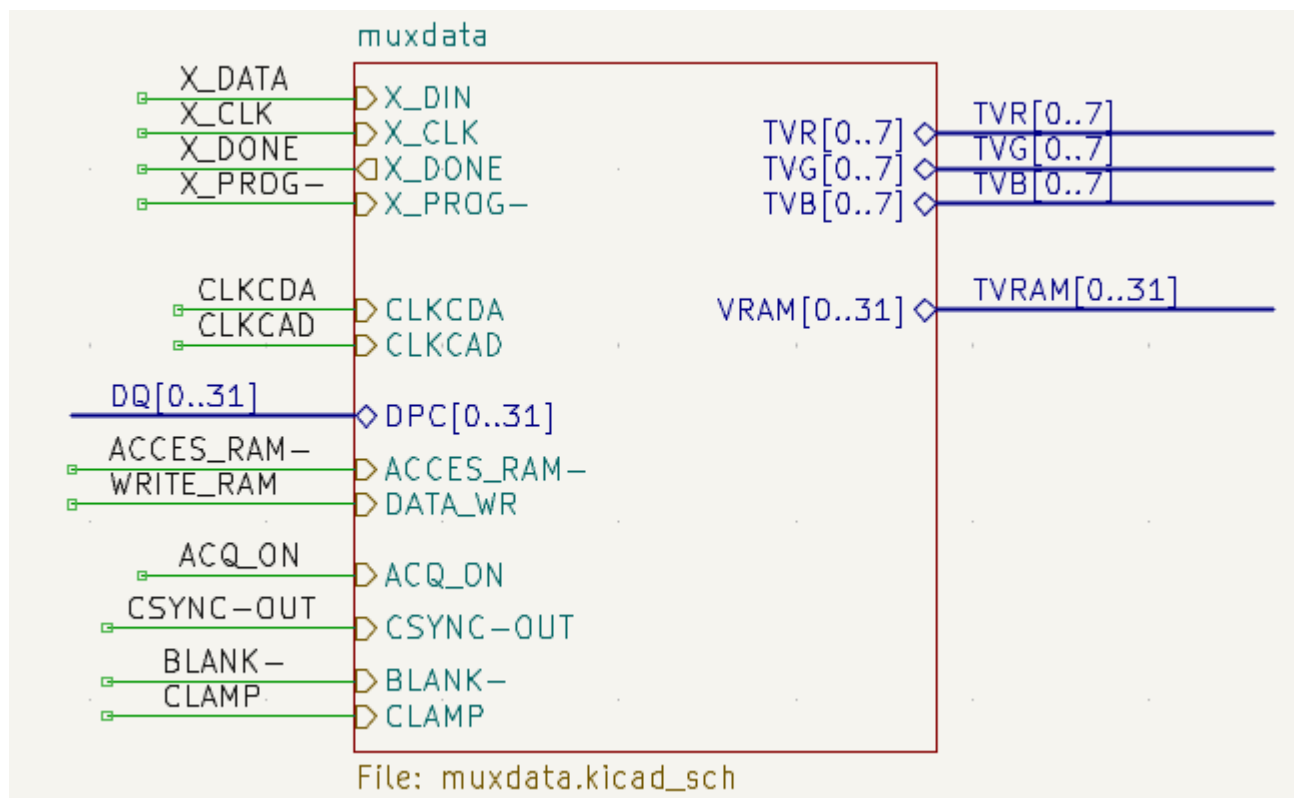 muxdata
X_DATA
X_DIN
X_CLK
X_CLK
X_DONE
X_DONE
X_PROG-
X_PROG-
TVR[0..7]
TVR[0..7]
TVG[0..7]
TVG[0..7]
TVB[0..7]
TVB[0..7]
CLKCDA
CLKCDA
CLKCAD
CLKCAD
VRAM[0..31]
TVRAM[0..31]
DQ[0..31]
DPC[0..31]
ACCES_RAM-
ACCES_RAM-
WRITE_RAM
DATA_WR
ACQ_ON
ACQ_ON
CSYNC-OUT
CSYNC-OUT
BLANK-
BLANK-
CLAMP
CLAMP
File: muxdata.kicad_sch